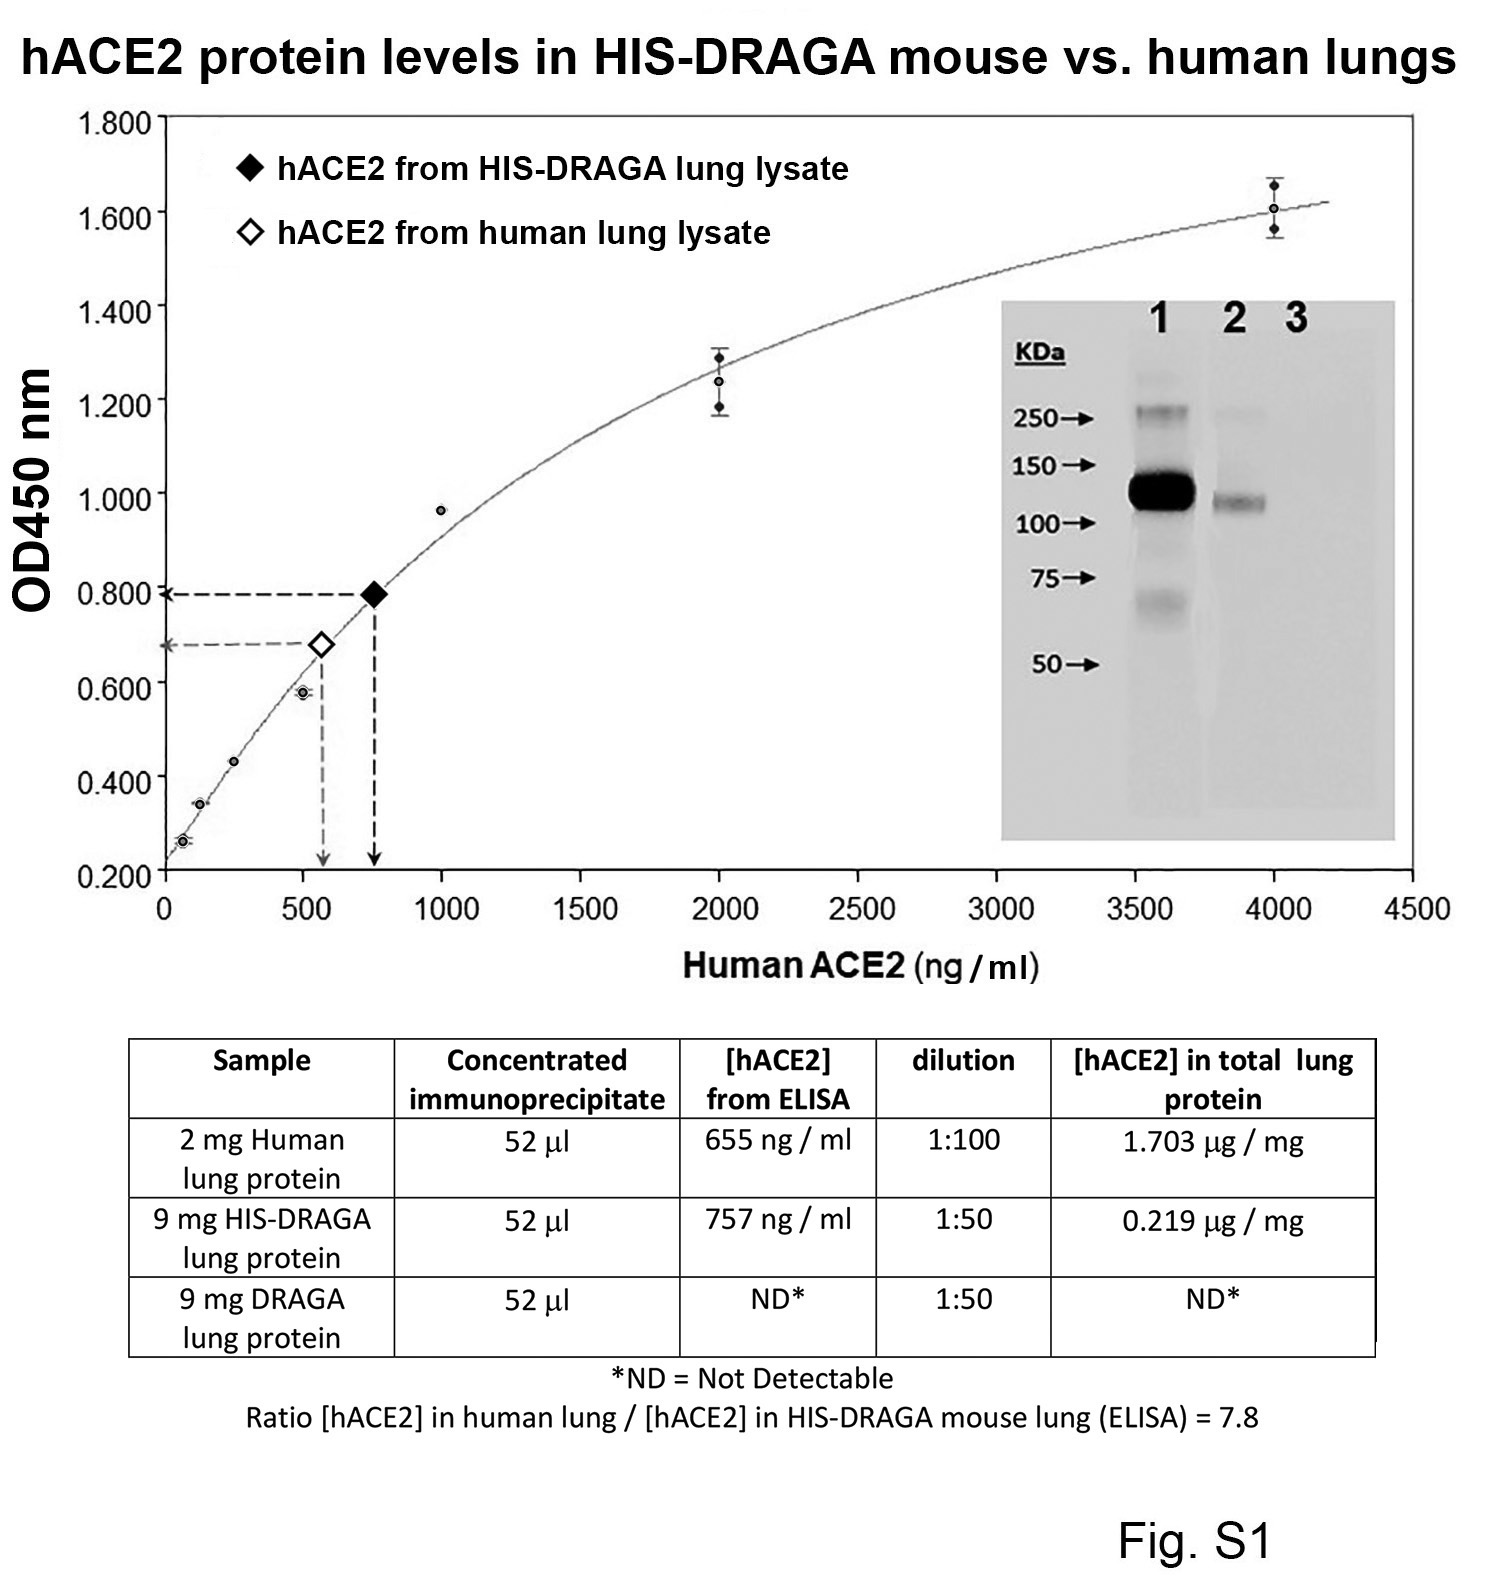 hACE2 protein levels in HIS-DRAGA mouse vs. human lungs
1.800
1.600
1.400
1.200
1.000
0.800
0.600
0.400
0.200
OD450 nm
hACE2 from HIS-DRAGA lung lysate
hACE2 from human lung lysate
1 2 3
KDa
250
150
100
75
50
0 500 1000 1500 2000 2500 3000 3500 4000 4500
Human ACE2 (ng / ml)
Sample Concentrated [hACE2] dilution [hACE2] in total lung
immunoprecipitate from ELISA protein
2 mg Human 52 µl 655 ng / ml 1:100 1.703 µg / mg
lung protein
9 mg HIS-DRAGA 52 µl 757 ng / ml 1:50 0.219 µg / mg
lung protein
9 mg DRAGA 52 µl ND* 1:50 ND*
lung protein
*ND = Not Detectable
Ratio [hACE2] in human lung / [hACE2] in HIS-DRAGA mouse lung (ELISA) = 7.8
Fig. S1